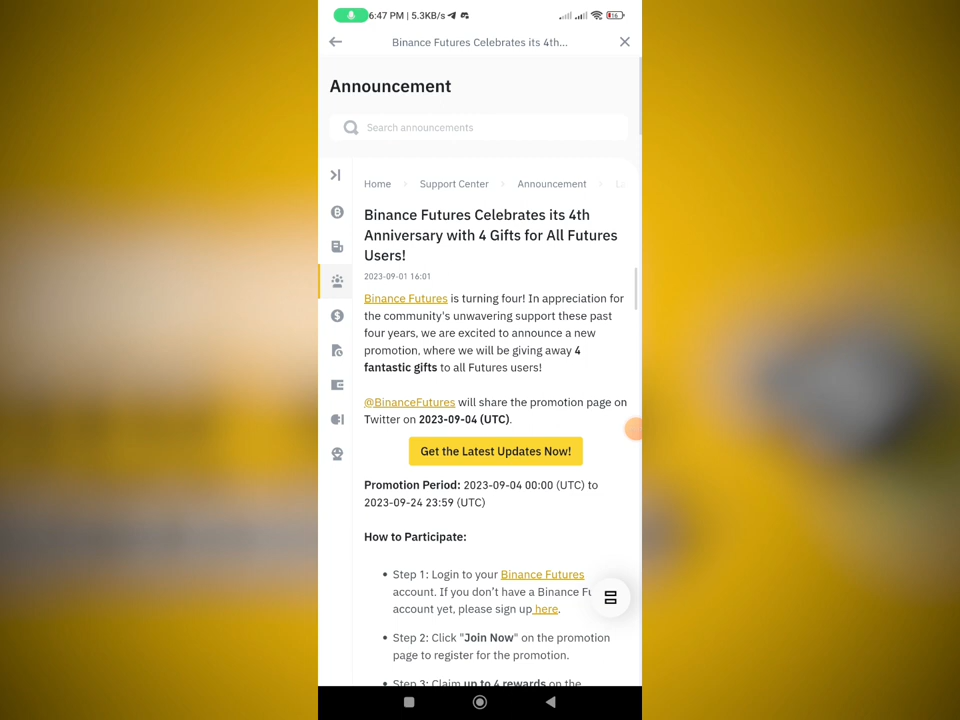 6:47 PM | 5.3KB/s
16
Binance Futures Celebrates its 4th...
Announcement
Search announcements
Home Support Center Announcement La
Binance Futures Celebrates its 4th
Anniversary with 4 Gifts for All Futures
Users!
2023-09-01 16:01
Binance Futures is turning four! In appreciation for
the community's unwavering support these past
four years, we are excited to announce a new
promotion, where we will be giving away 4
fantastic gifts to all Futures users!
@BinanceFutures will share the promotion page on
Twitter on 2023-09-04 (UTC).
Get the Latest Updates Now!
Promotion Period: 2023-09-04 00:00 (UTC) to
2023-09-24 23:59 (UTC)
How to Participate:
• Step 1: Login to your Binance Futures
account. If you don't have a Binance Fu
account yet, please sign up here.
• Step 2: Click "Join Now" on the promotion
page to register for the promotion.
• Step 3: Claim up to 4 rewards on the